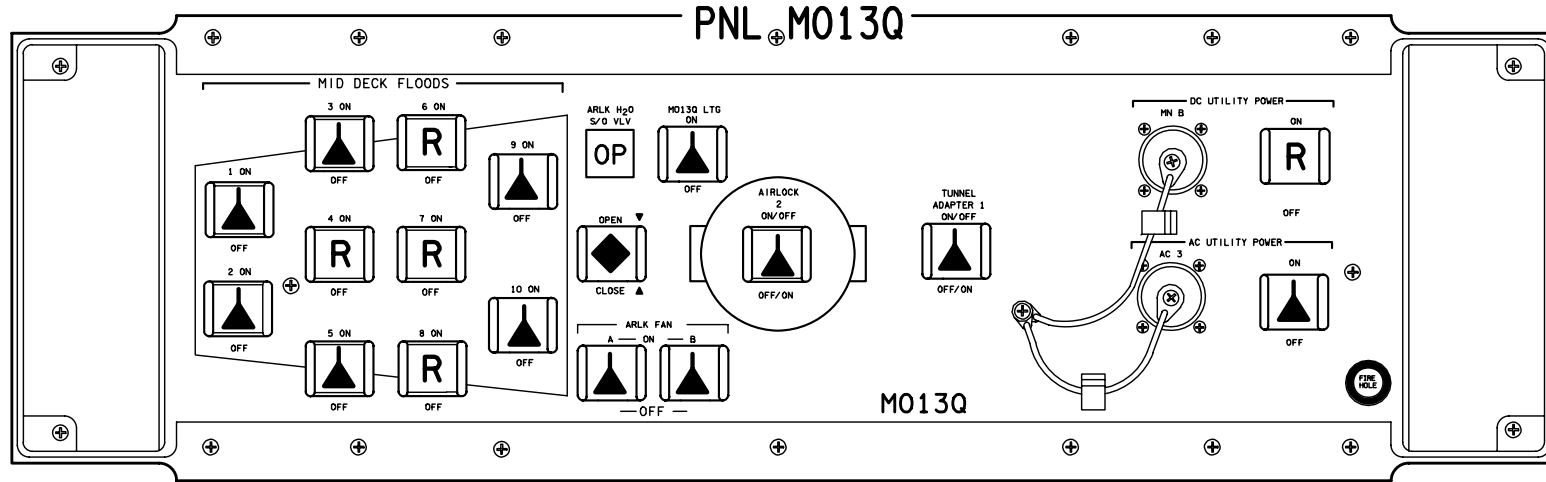 PNL MO13Q
MID DECK FLOODS
3 ON
R
6 ON
OFF
OFF
9 ON
OFF
1 ON
OFF
4 ON
R
OFF
7 ON
R
OFF
2 ON
OFF
10 ON
OFF
5 ON
OFF
8 ON
R
OFF
ARLK H2O
S/O VLV
OP
MO13Q LTG
ON
OFF
OPEN
CLOSE
ARLK FAN
A — ON — B
— OFF —
AIRLOCK
2
ON/OFF
OFF/ON
TUNNEL
ADAPTER 1
ON/OFF
OFF/ON
DC UTILITY POWER
MN B
ON
R
OFF
AC UTILITY POWER
AC 3
ON
OFF
FIRE
HOLE
MO13Q